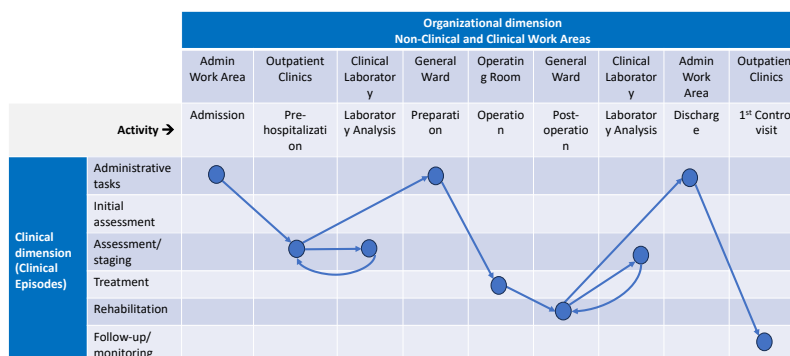 Organizational dimension
Non-Clinical and Clinical Work Areas
Admin
Work Area
Outpatient
Clinics
Clinical
Laborator
y
General
Ward
Operatin
g Room
General
Ward
Clinical
Laborator
y
Admin
Work
Area
Outpatien
Clinics
Activity →
Admission
Pre-
hospitalizati
on
Laborator
y Analysis
Preparati
on
Operatio
n
Post-
operatio
n
Laborator
y Analysis
Discharg
e
1st Contro
visit
Clinical
dimension
(Clinical
Episodes)
Administrative
tasks
Initial
assessment
Assessment/
staging
Treatment
Rehabilitation
Follow-up/
monitoring